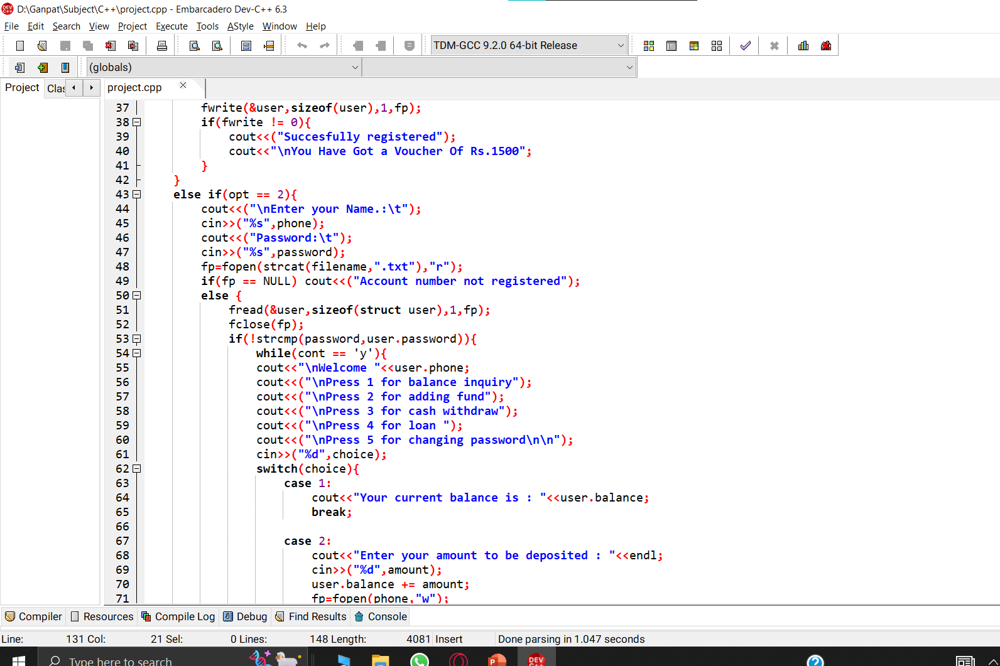 D:\Ganpat\Subject\C++\project.cpp - Embarcadero Dev-C++ 6.3
File Edit Search View Project Execute Tools AStyle Window Help
TDM-GCC 9.2.0 64-bit Release
(globals)
Project Clas project.cpp
37 fwrite(&user,sizeof(user),1,fp);
38 if(fwrite != 0){
39 cout<<("Succesfully registered");
40 cout<<"\nYou Have Got a Voucher Of Rs.1500";
41 }
42 }
43 else if(opt == 2){
44 cout<<("\nEnter your Name.:\t");
45 cin>>("%s",phone);
46 cout<<("Password:\t");
47 cin>>("%s",password);
48 fp=fopen(strcat(filename,".txt"),"r");
49 if(fp == NULL) cout<<("Account number not registered");
50 else {
51 fread(&user,sizeof(struct user),1,fp);
52 fclose(fp);
53 if(!strcmp(password,user.password)){
54 while(cont == 'y'){
55 cout<<"\nWelcome "<<user.phone;
56 cout<<("\nPress 1 for balance inquiry");
57 cout<<("\nPress 2 for adding fund");
58 cout<<("\nPress 3 for cash withdraw");
59 cout<<("\nPress 4 for loan ");
60 cout<<("\nPress 5 for changing password\n\n");
61 cin>>("%d",choice);
62 switch(choice){
63 case 1:
64 cout<<"Your current balance is : "<<user.balance;
65 break;
66
67 case 2:
68 cout<<"Enter your amount to be deposited : "<<endl;
69 cin>>("%d",amount);
70 user.balance += amount;
71 fp=fopen(phone,"w");
Compiler Resources Compile Log Debug Find Results Console
Line: 131 Col: 21 Sel: 0 Lines: 148 Length: 4081 Insert Done parsing in 1.047 seconds
Type here to search
DEV